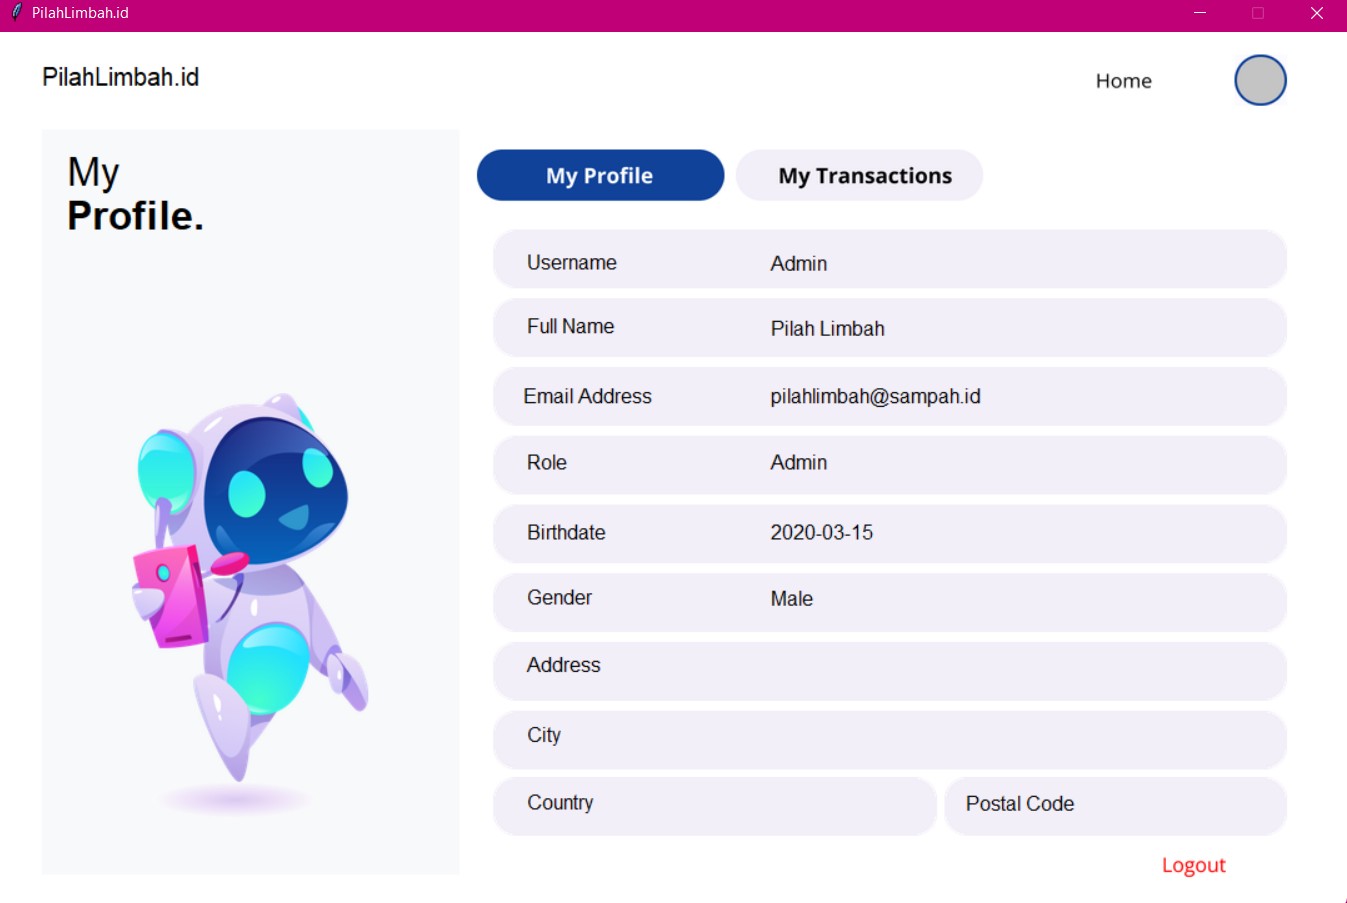 PilahLimbah.id
PilahLimbah.id
Home
My
Profile.
My Profile
My Transactions
Username
Admin
Full Name
Pilah Limbah
Email Address
pilahlimbah@sampah.id
Role
Admin
Birthdate
2020-03-15
Gender
Male
Address
City
Country
Postal Code
Logout